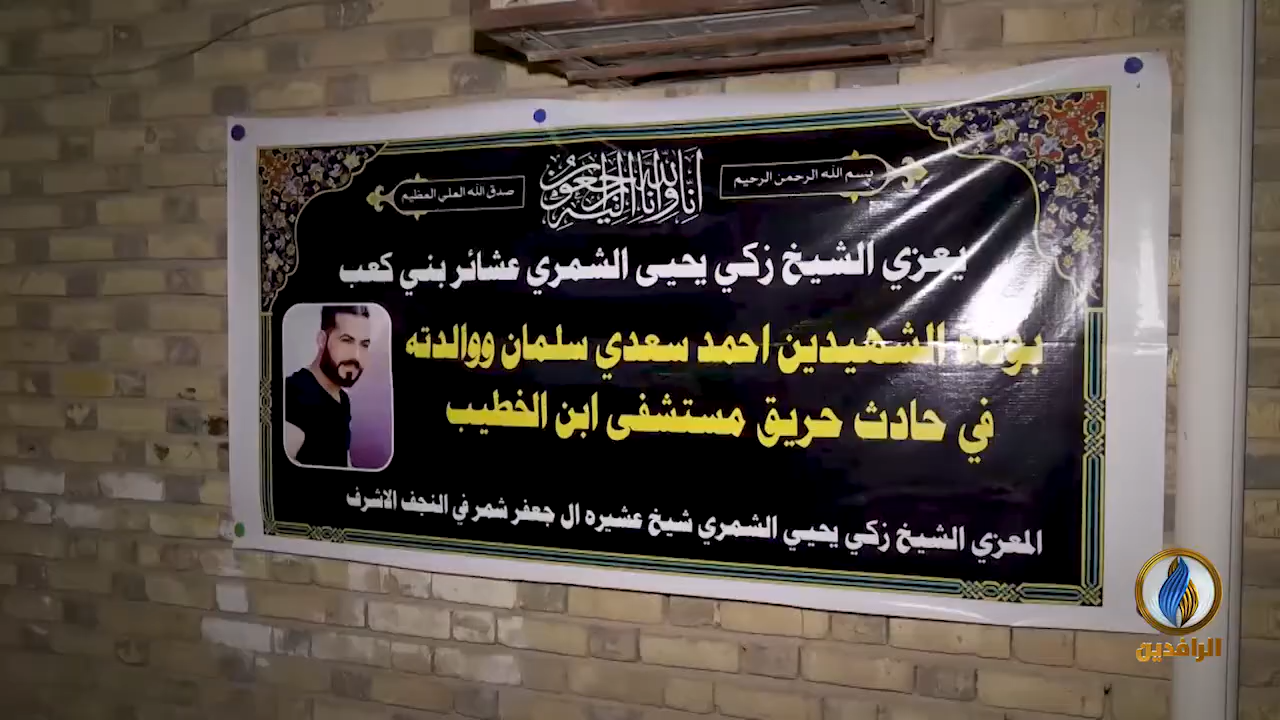 بسم الله الرحمن الرحيم
إنا لله وإنا إليه راجعون
صدق الله العلي العظيم
يعزي الشيخ زكي يحيى الشمري عشائر بني كعب
بوفاة الشهيدين احمد سعدي سلمان ووالدته
في حادث حريق مستشفى ابن الخطيب
المعزي الشيخ زكي يحيي الشمري شيخ عشيره ال جعفر شمر في النجف الاشرف
الرافدين